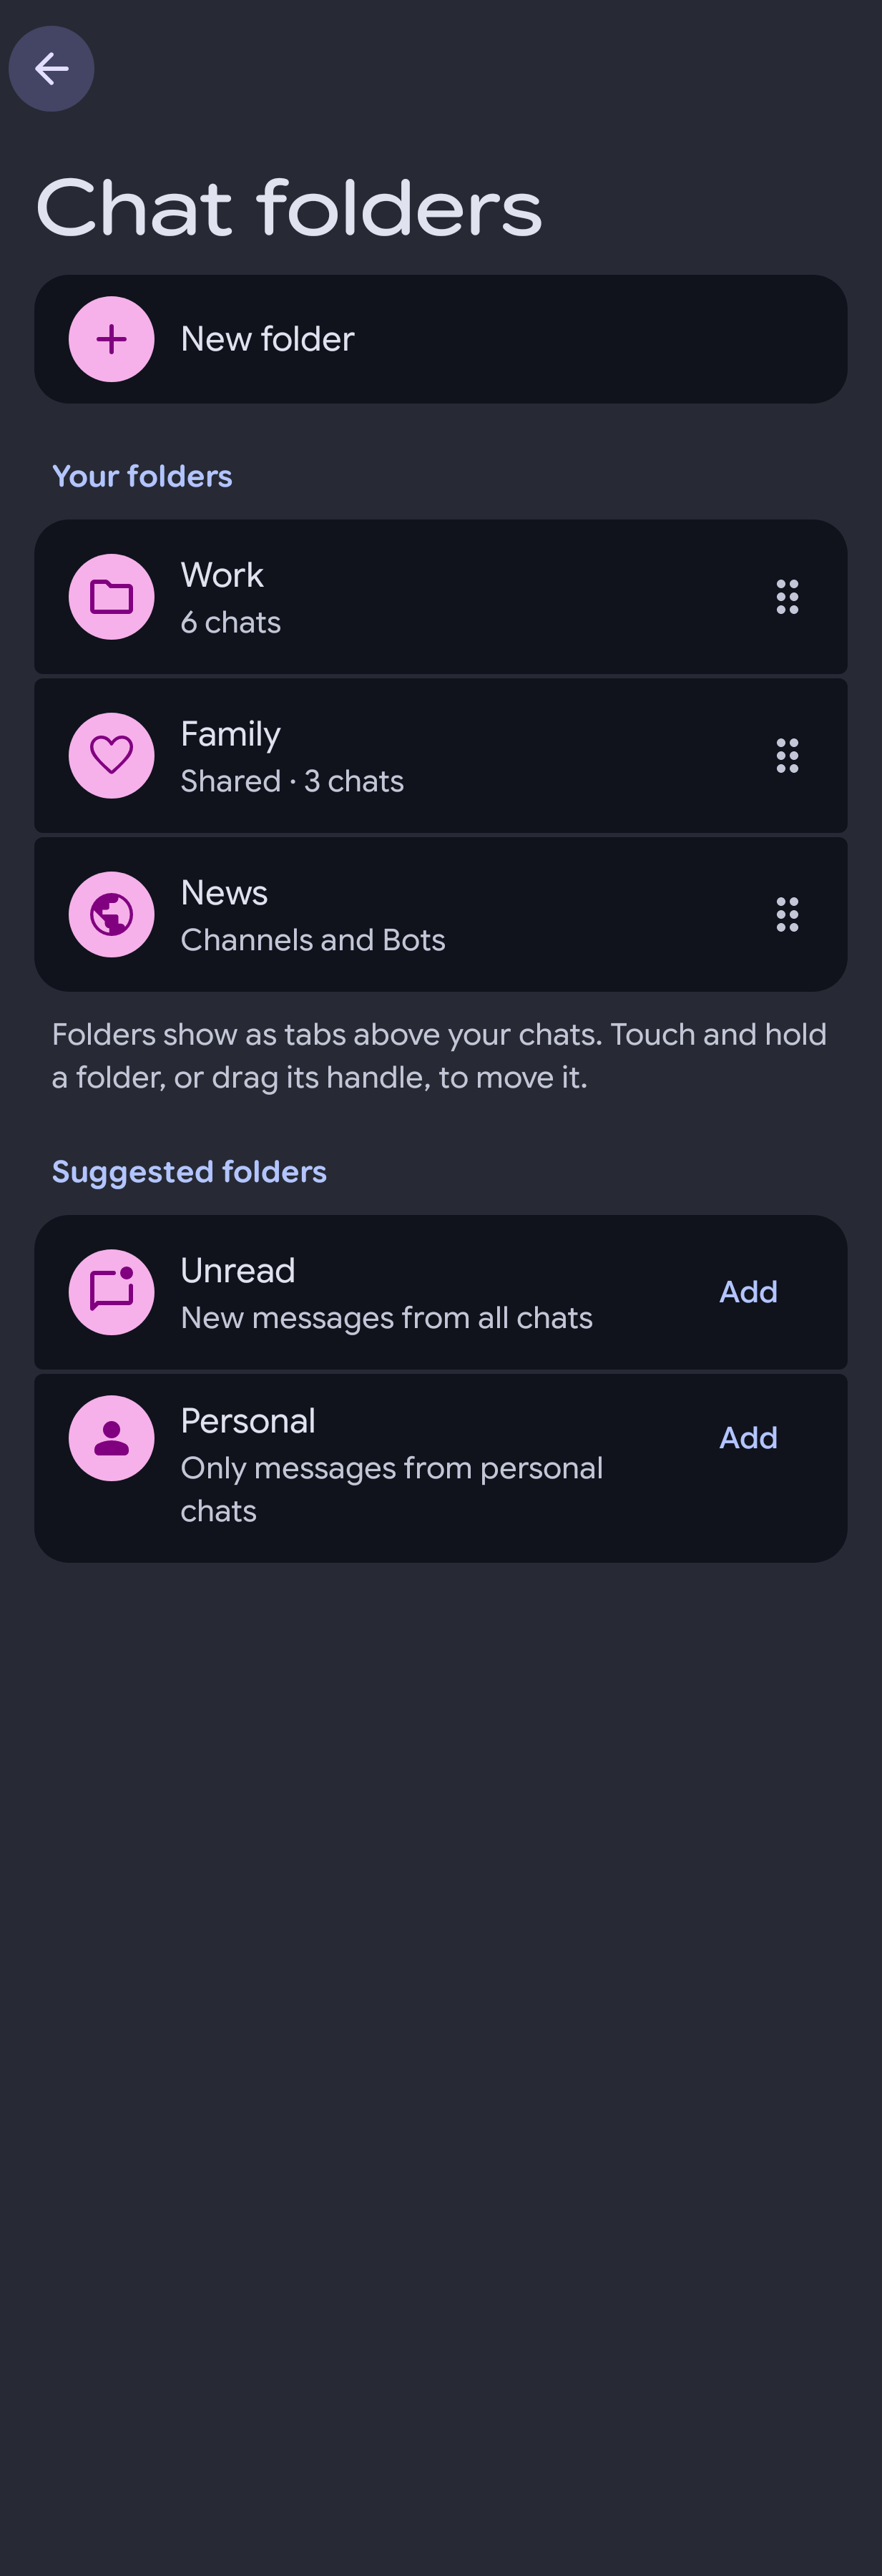 Chat folders
New folder
Your folders
Work
6 chats
Family
Shared · 3 chats
News
Channels and Bots
Folders show as tabs above your chats. Touch and hold
a folder, or drag its handle, to move it.
Suggested folders
Unread
New messages from all chats
Add
Personal
Only messages from personal
chats
Add